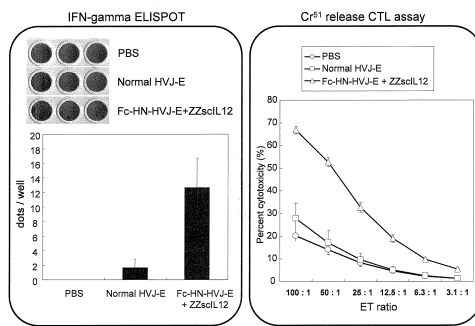 IFN-gamma ELISPOT
PBS
Normal HVJ-E
Fc-HN-HVJ-E+ZZscIL12
20
18
16
14
12
10
8
6
4
2
0
dots / well
PBS
Normal HVJ-E
Fc-HN-HVJ-E
+ ZZscIL12
Cr51 release CTL assay
PBS
Normal HVJ-E
Fc-HN-HVJ-E + ZZscIL12
80
70
60
50
40
30
20
10
0
Percent cytotoxicity (%)
100 : 1
50 : 1
25 : 1
12.5 : 1
6.3 : 1
3.1 : 1
ET ratio